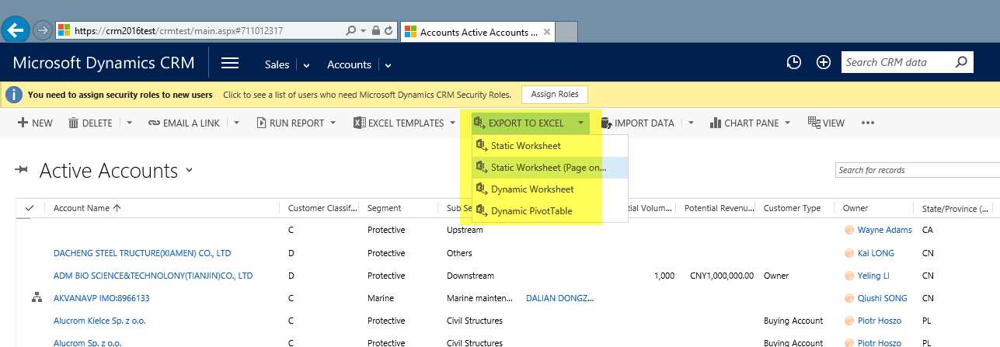 https://crm2016test/crmtest/main.aspx#711012317 Accounts Active Accounts ...
Microsoft Dynamics CRM Sales Accounts Search CRM data
You need to assign security roles to new users Click to see a list of users who need Microsoft Dynamics CRM Security Roles. Assign Roles
NEW DELETE EMAIL A LINK RUN REPORT EXCEL TEMPLATES EXPORT TO EXCEL IMPORT DATA CHART PANE VIEW
Static Worksheet
Static Worksheet (Page on...
Active Accounts Search for records
Dynamic Worksheet
Dynamic PivotTable
Account Name Customer Classif... Segment Sub Se tial Volum... Potential Revenu... Customer Type Owner State/Province (...
C Protective Upstream Wayne Adams CA
DACHENG STEEL TRUCTURE(XIAMEN) CO., LTD D Protective Others Kai LONG CN
ADM BIO SCIENCE&TECHNOLONY(TIANJIN)CO., LTD D Protective Downstream 1,000 CNY1,000,000.00 Owner Yeling LI CN
AKVANAVP IMO:8966133 C Marine Marine mainten... DALIAN DONGZ... Qiushi SONG CN
Alucrom Kielce Sp. z o.o. C Protective Civil Structures Buying Account Piotr Hoszo PL
Alucrom Sp. z o.o. C Protective Civil Structures Buying Account Piotr Hoszo PL